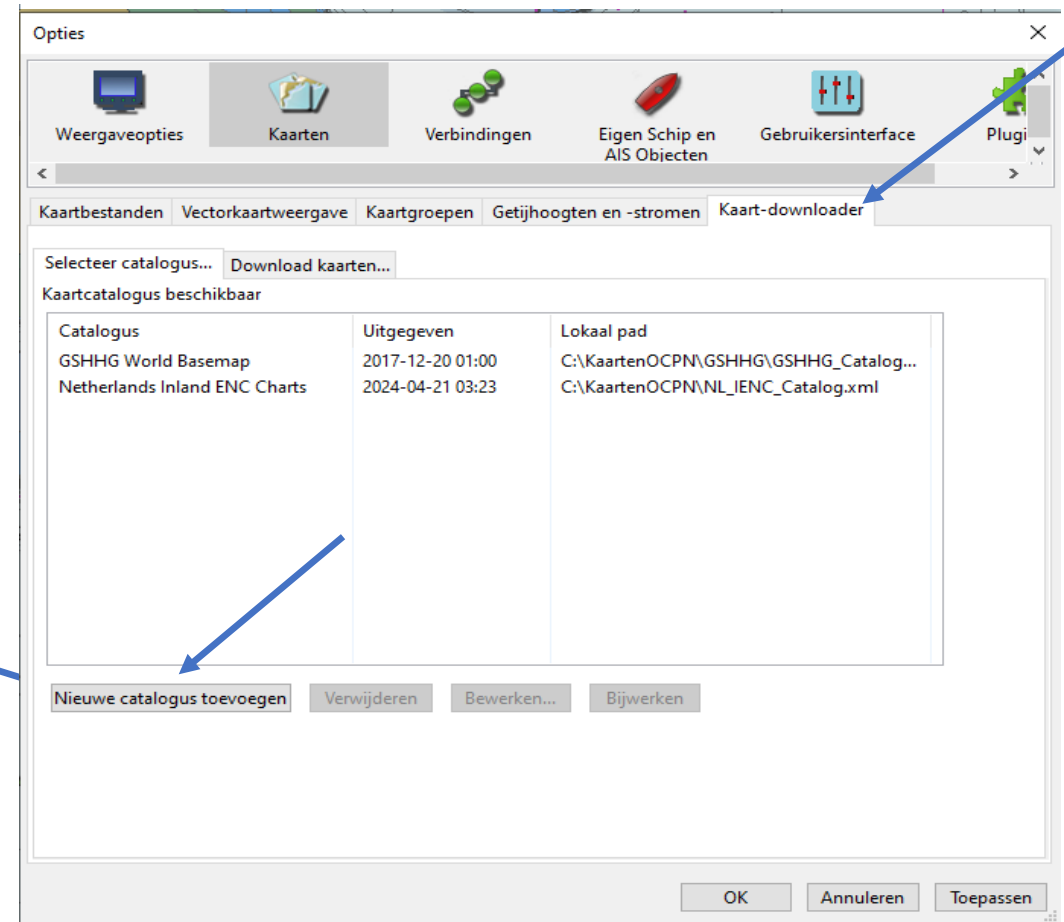 Opties
Weergaveopties
Kaarten
Verbindingen
Eigen Schip en
AIS Objecten
Gebruikersinterface
Plugi
Kaartbestanden
Vectorkaartweergave
Kaartgroepen
Getijhoogten en -stromen
Kaart-downloader
Selecteer catalogus...
Download kaarten...
Kaartcatalogus beschikbaar
Catalogus Uitgegeven Lokaal pad
GSHHG World Basemap 2017-12-20 01:00 C:\KaartenOCPN\GSHHG\GSHHG_Catalog...
Netherlands Inland ENC Charts 2024-04-21 03:23 C:\KaartenOCPN\NL_IENC_Catalog.xml
Nieuwe catalogus toevoegen
Verwijderen
Bewerken...
Bijwerken
OK
Annuleren
Toepassen